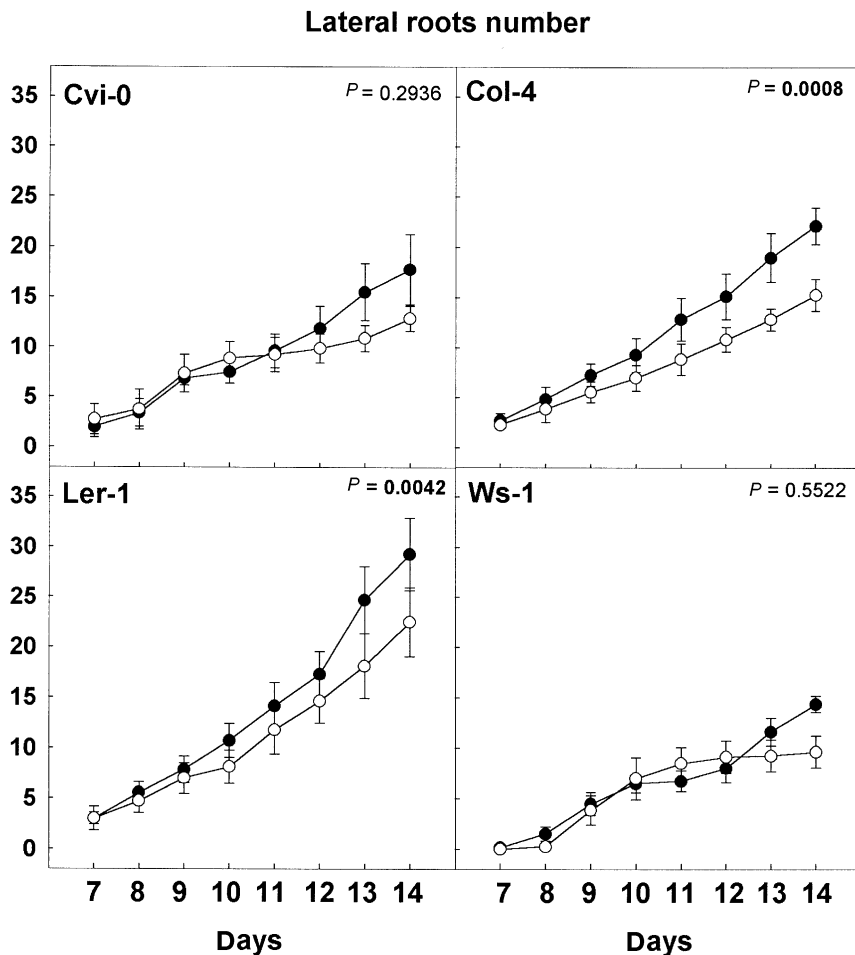 Lateral roots number
Cvi-0
P = 0.2936
35
30
25
20
15
10
5
0
Col-4
P = 0.0008
Ler-1
P = 0.0042
35
30
25
20
15
10
5
0
Ws-1
P = 0.5522
7 8 9 10 11 12 13 14
7 8 9 10 11 12 13 14
Days
Days